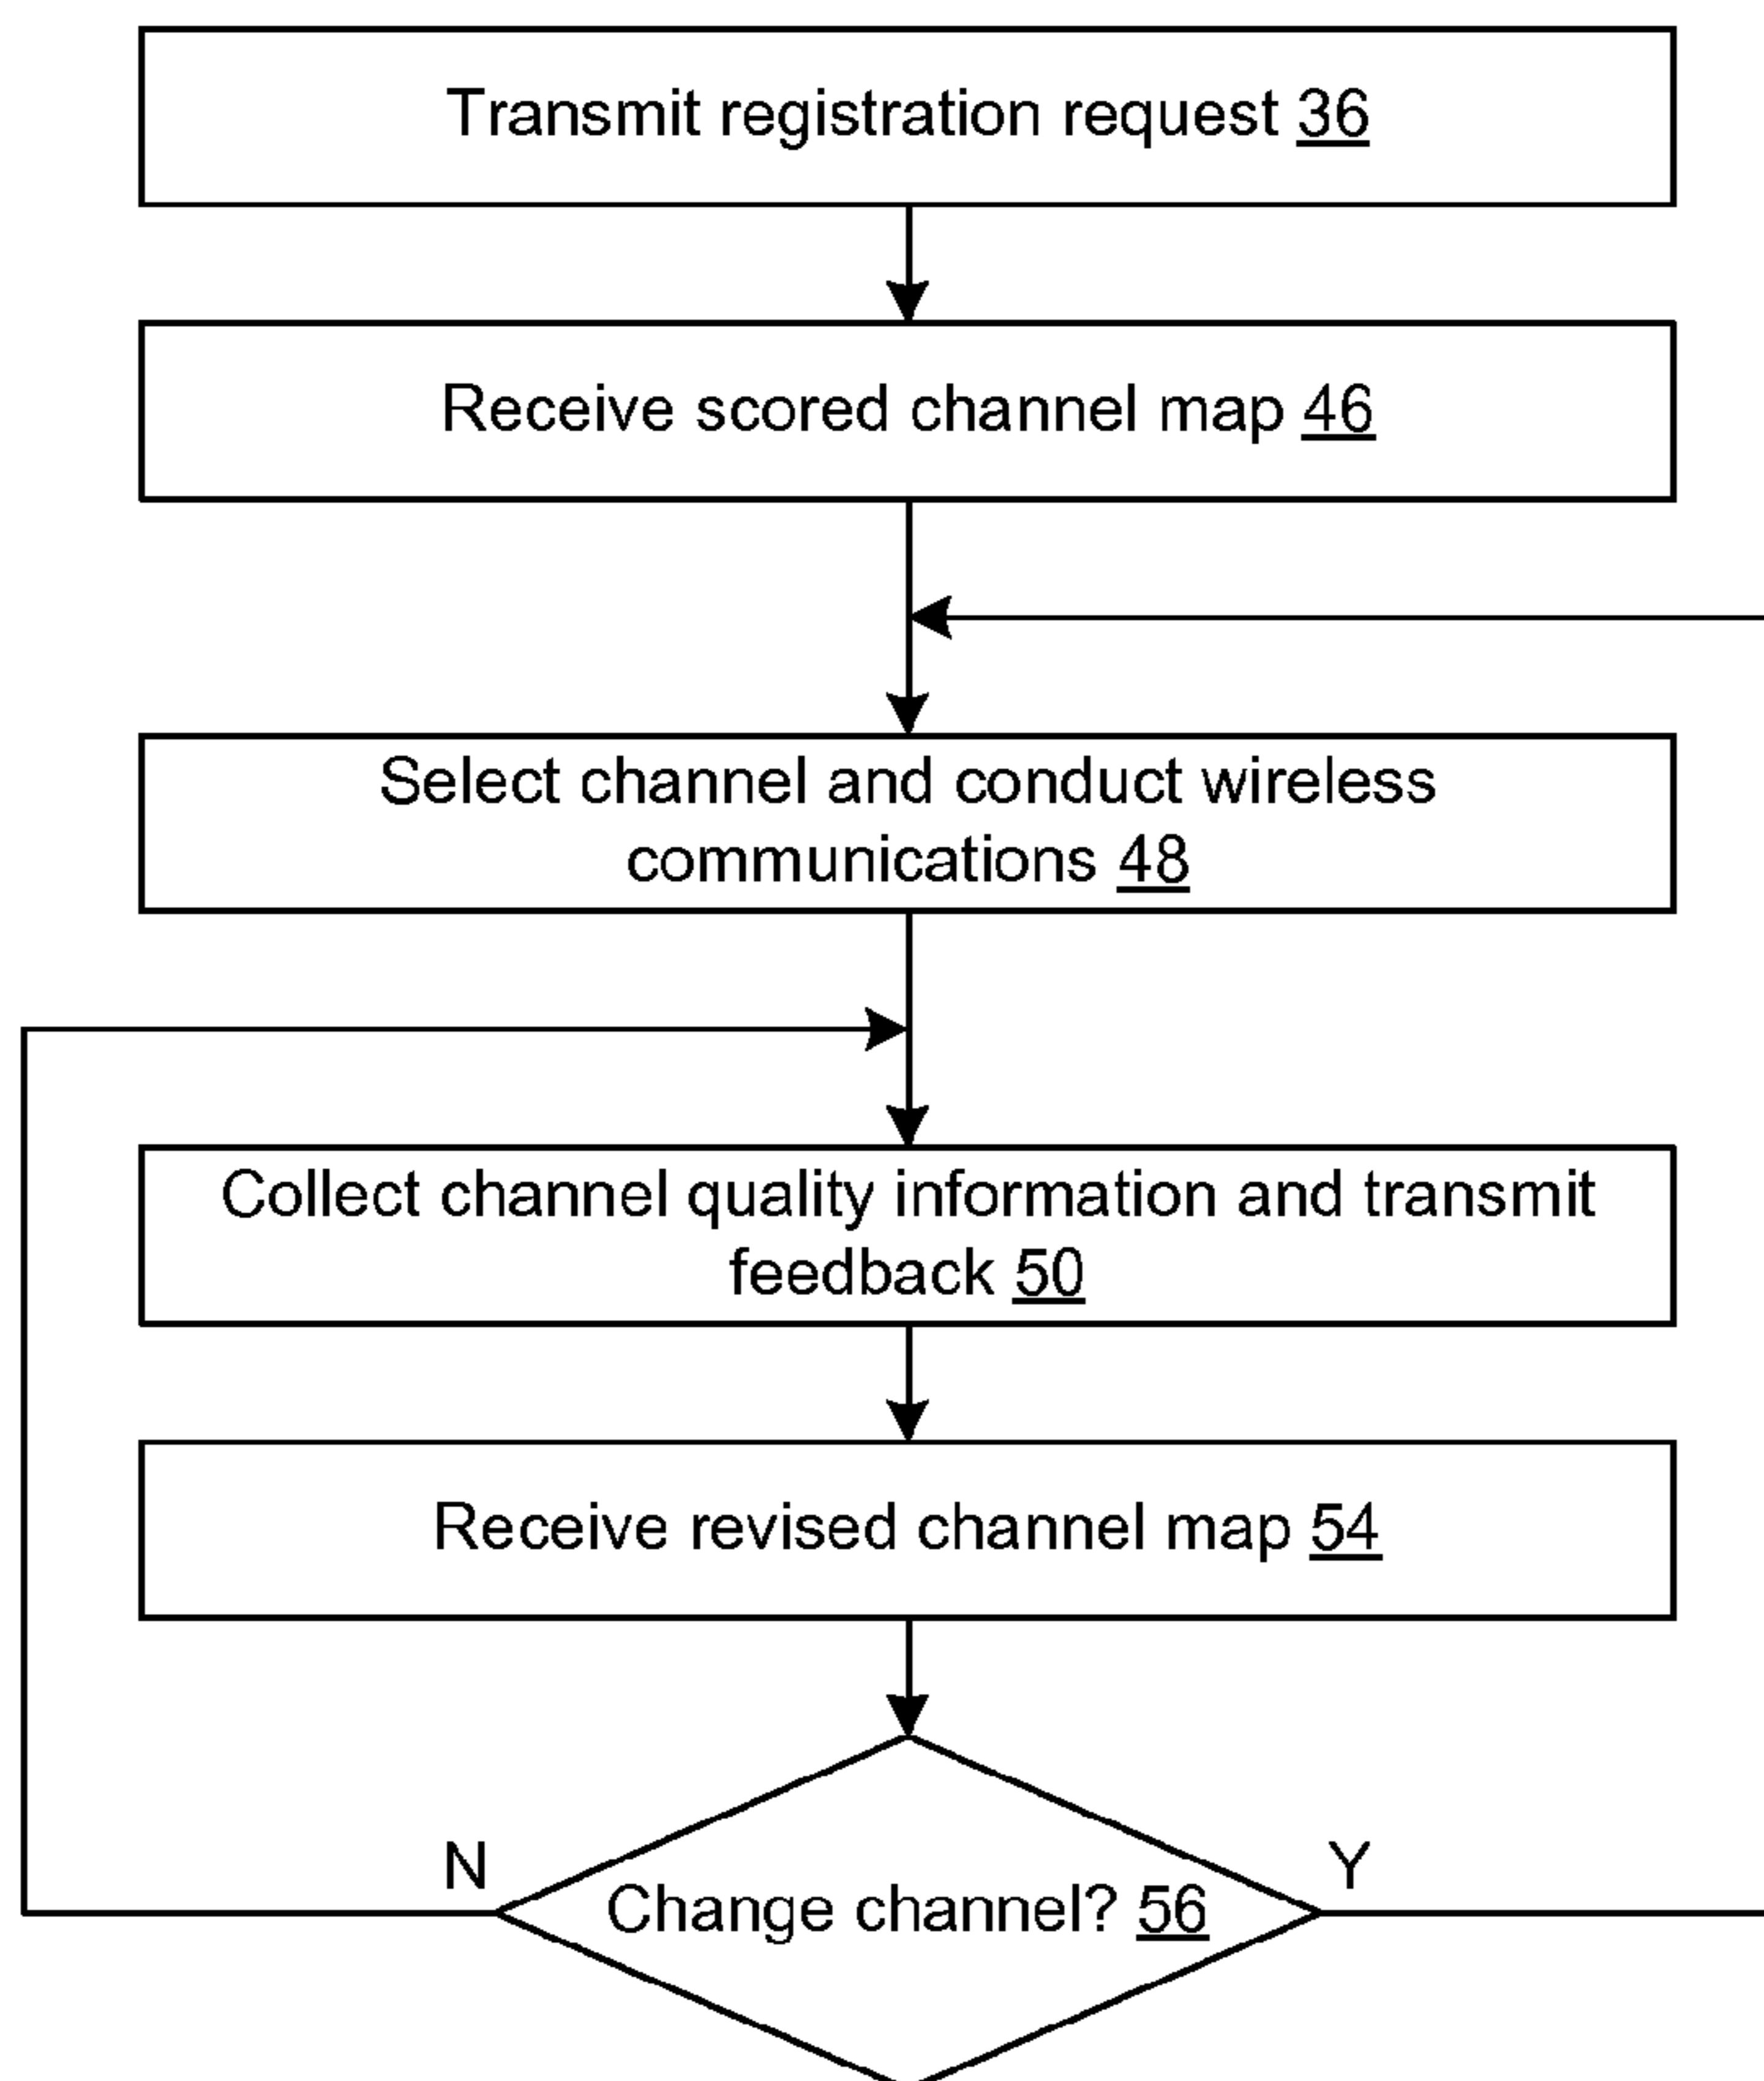 Transmit registration request 36
Receive scored channel map 46
Select channel and conduct wireless
communications 48
Collect channel quality information and transmit
feedback 50
Receive revised channel map 54
N
Y
Change channel? 56